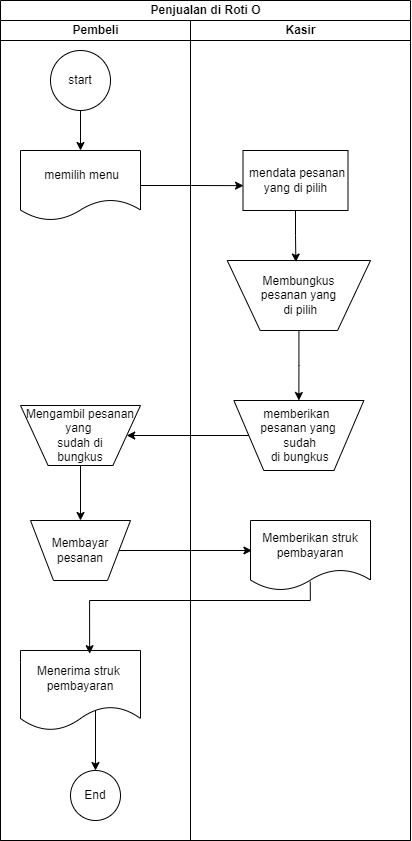 Penjualan di Roti O
Pembeli
Kasir
start
memilih menu
mendata pesanan
yang di pilih
Membungkus
pesanan yang
di pilih
memberikan
pesanan yang
sudah
di bungkus
Mengambil pesanan
yang
sudah di
bungkus
Membayar
pesanan
Memberikan struk
pembayaran
Menerima struk
pembayaran
End